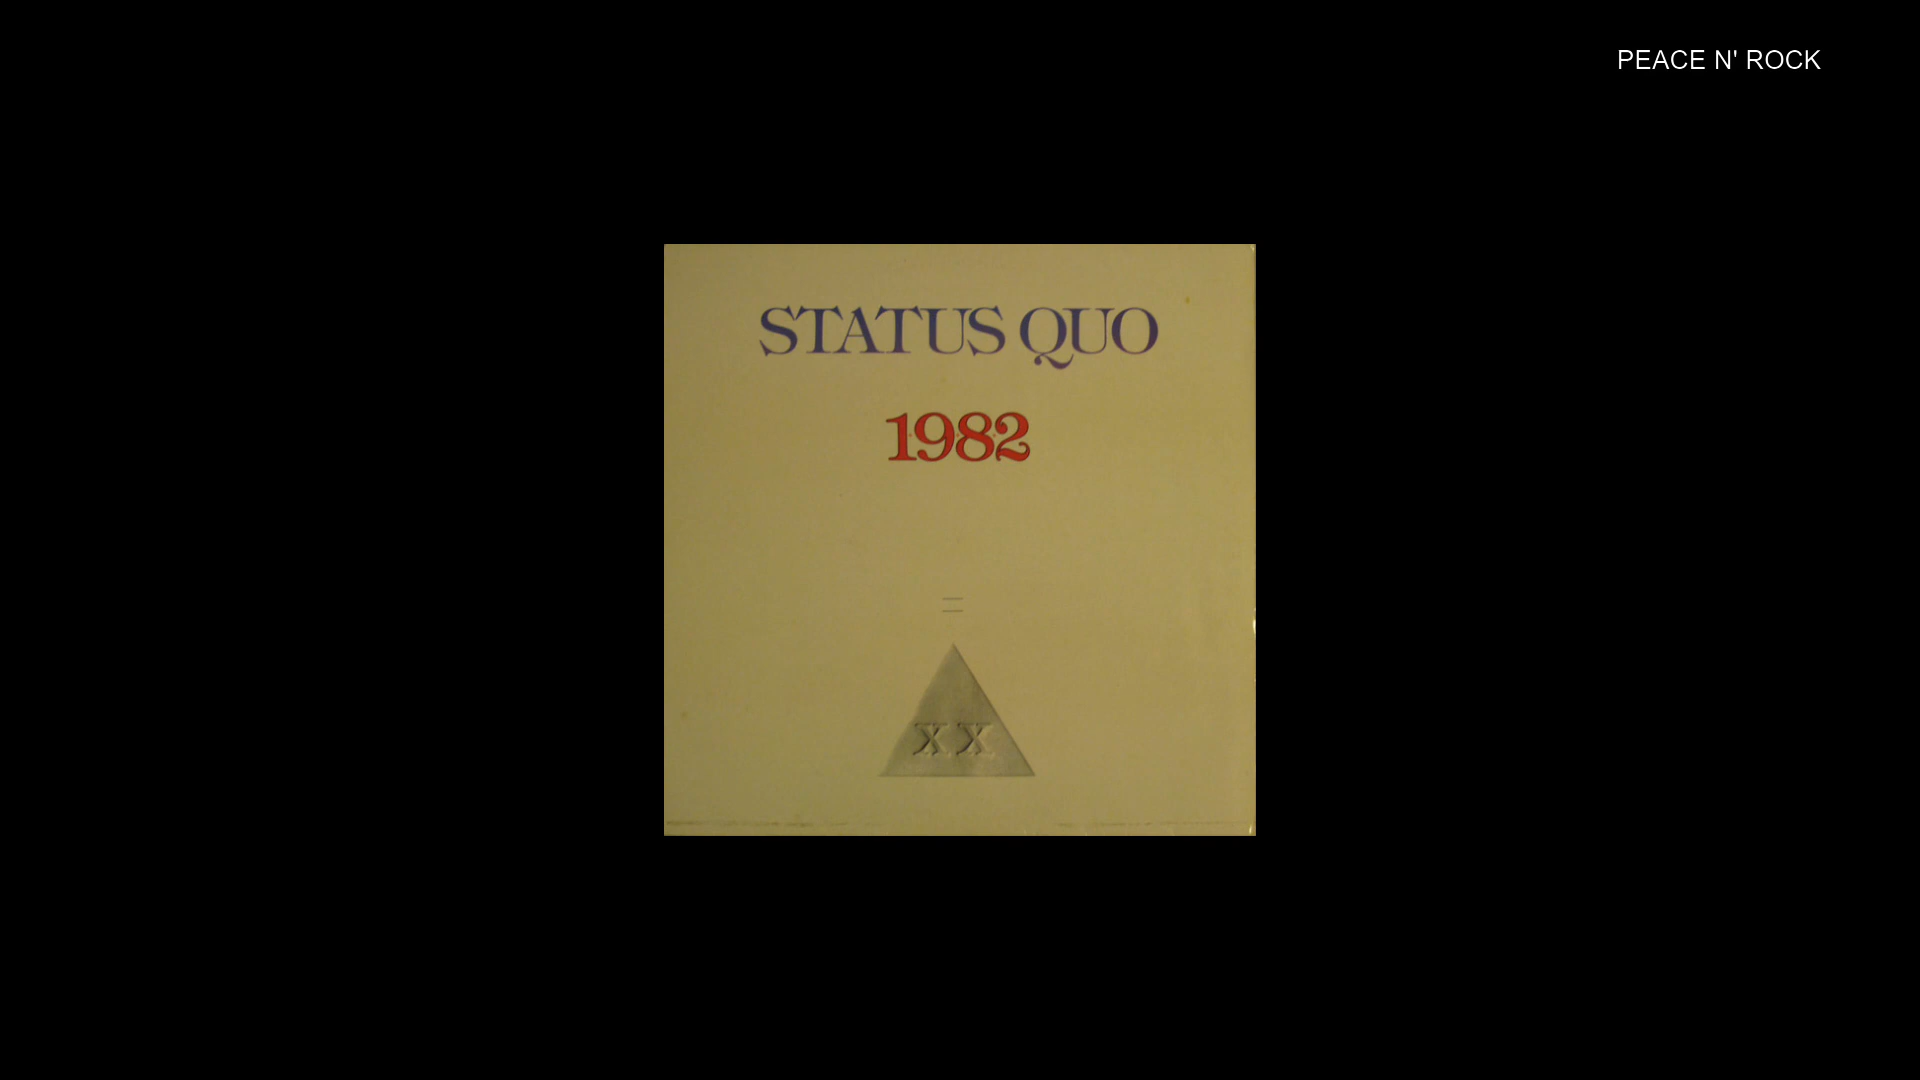 PEACE N' ROCK
STATUS QUO
1982
=
XX